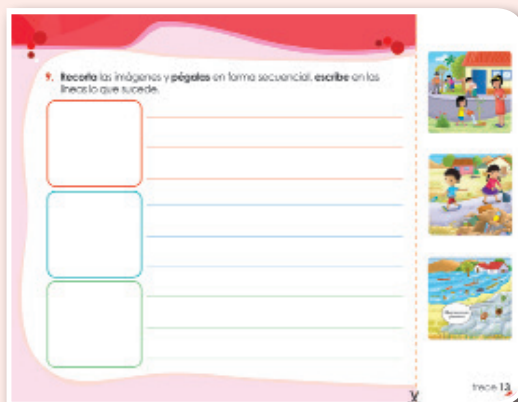 9. Recorta las imágenes y pégalas en forma secuencial, escribe en las
líneas lo que sucede.
trece 13